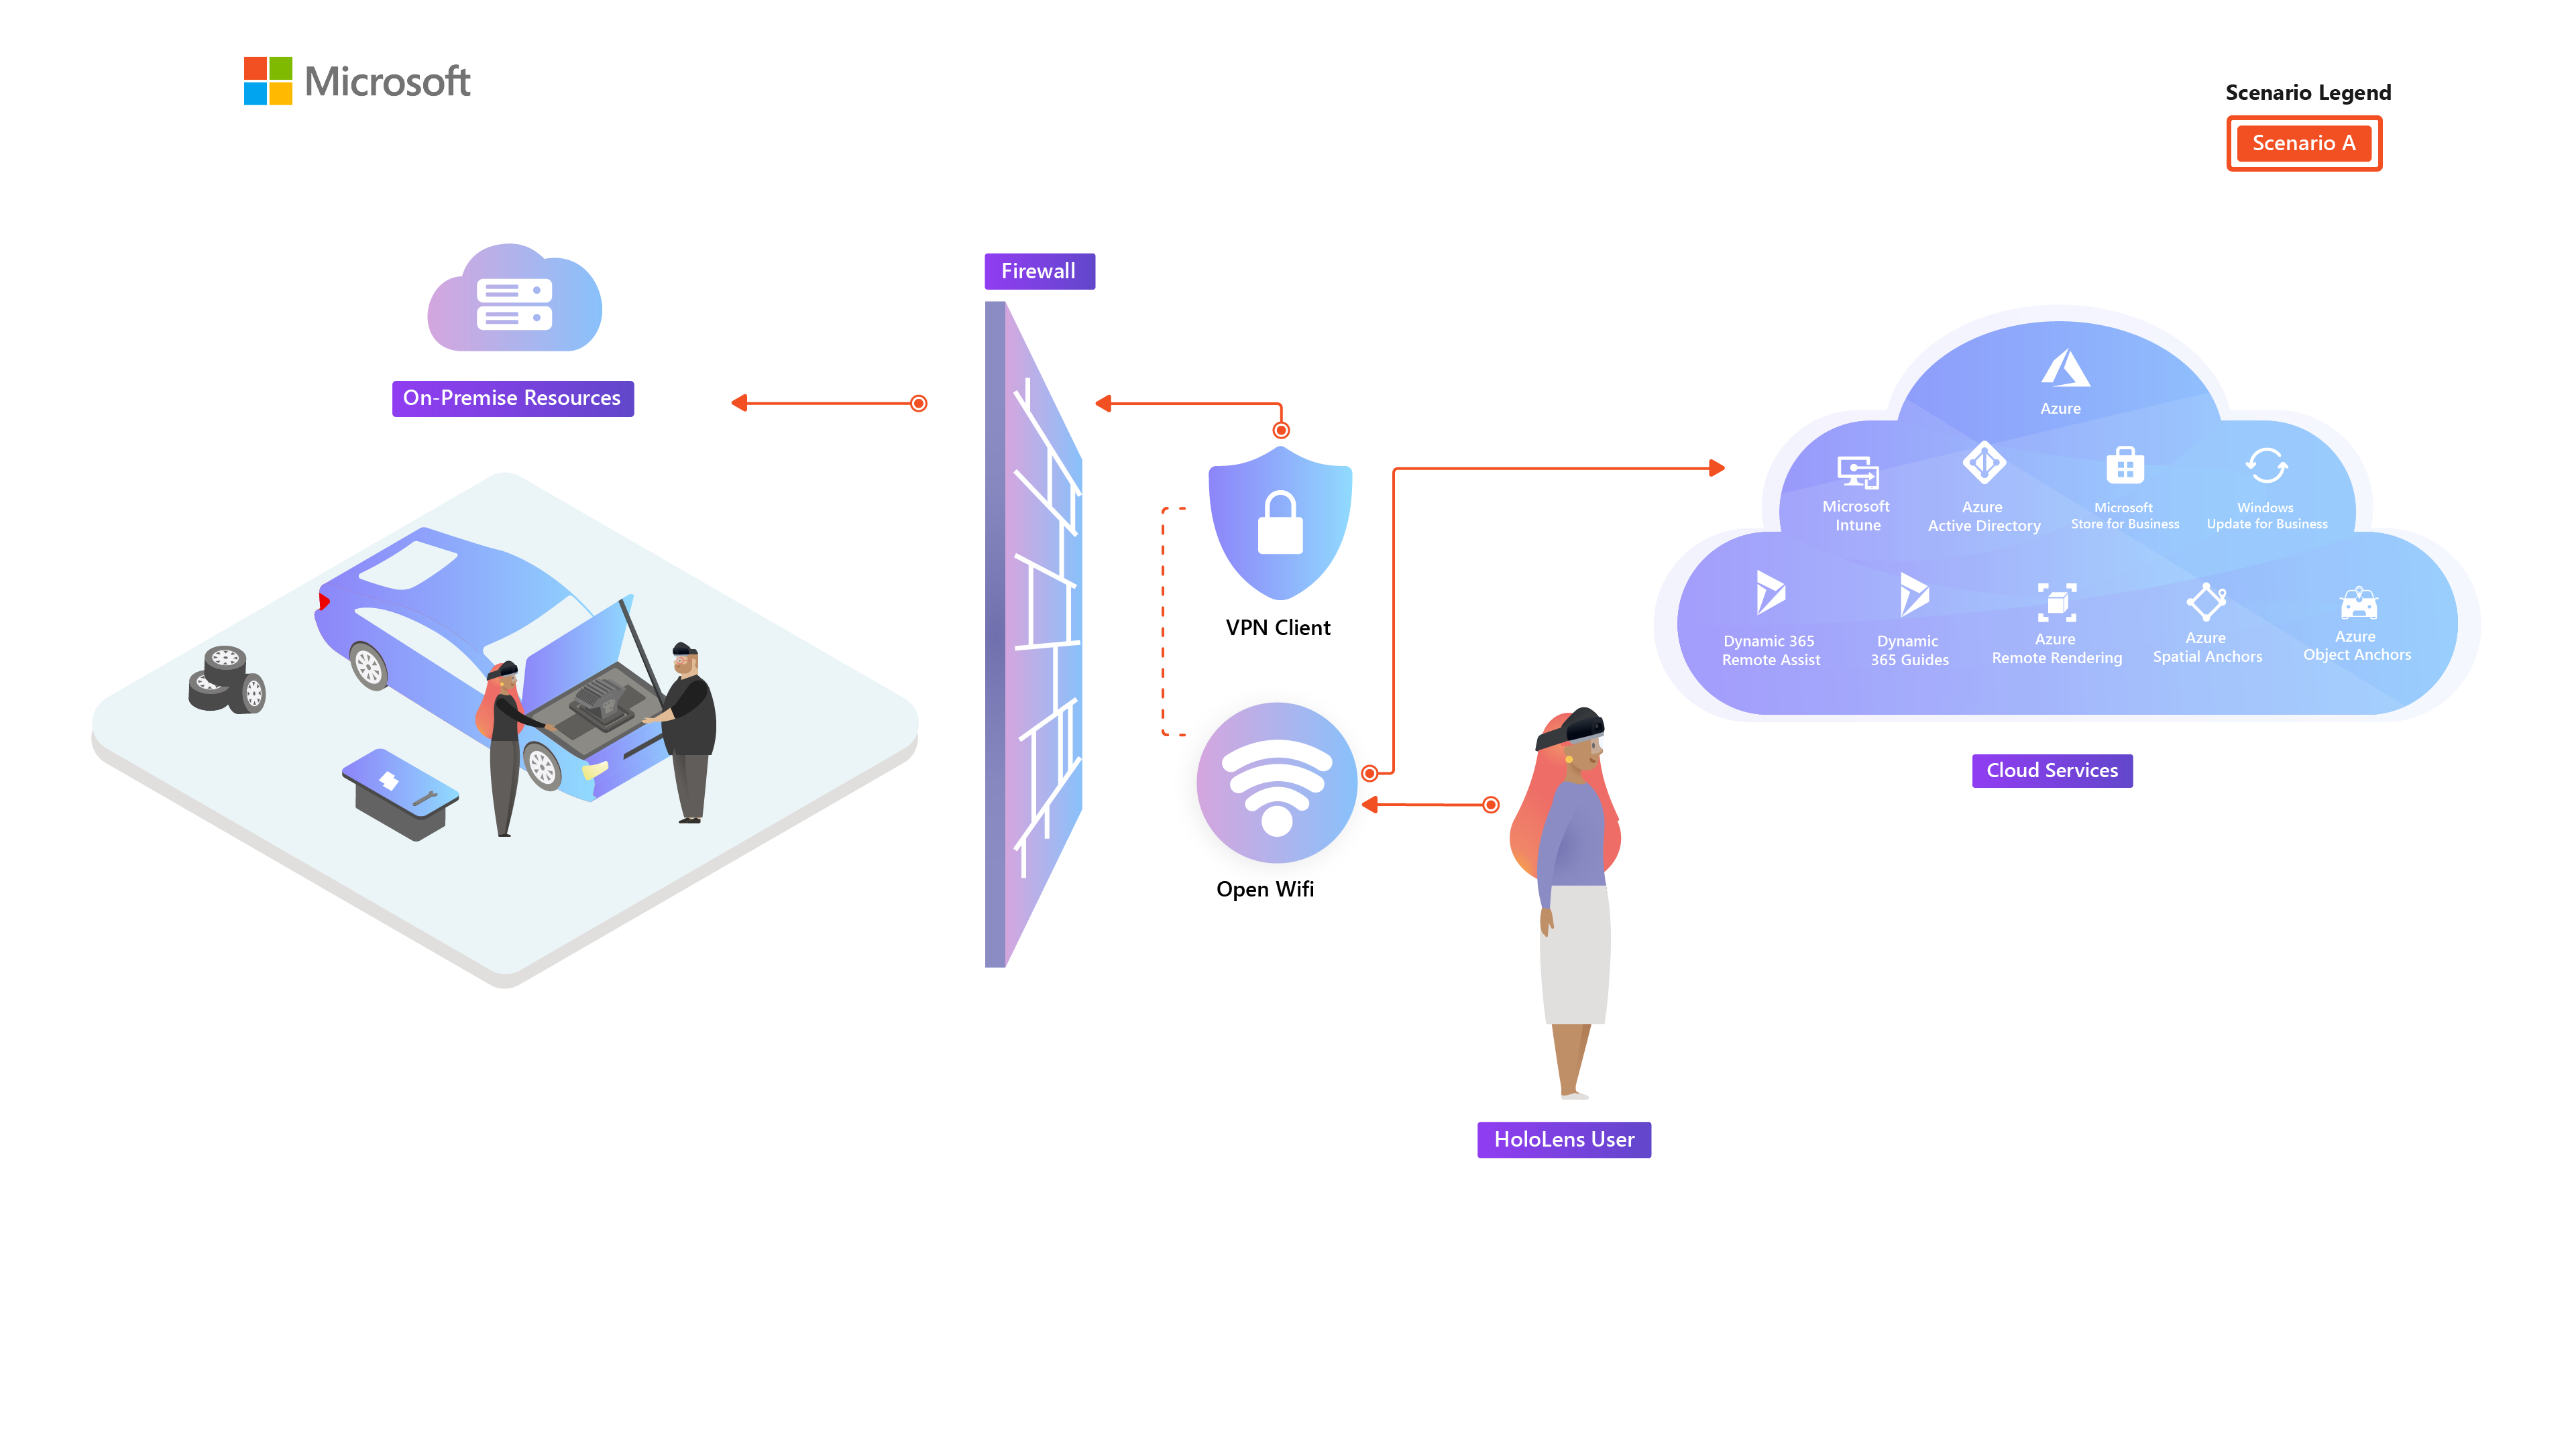 Microsoft
Scenario Legend
Scenario A
Firewall
On-Premise Resources
VPN Client
Open Wifi
HoloLens User
Azure
Microsoft
Intune
Azure
Active Directory
Microsoft
Store for Business
Windows
Update for Business
Dynamic 365
Remote Assist
Dynamic
365 Guides
Azure
Remote Rendering
Azure
Spatial Anchors
Azure
Object Anchors
Cloud Services